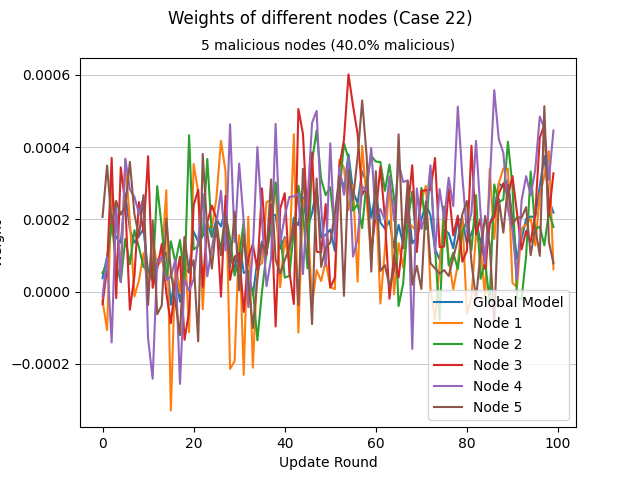 Weights of different nodes (Case 22)
5 malicious nodes (40.0% malicious)
0.0006
0.0004
0.0002
0.0000
−0.0002
0
20
40
60
80
100
Update Round
Global Model
Node 1
Node 2
Node 3
Node 4
Node 5